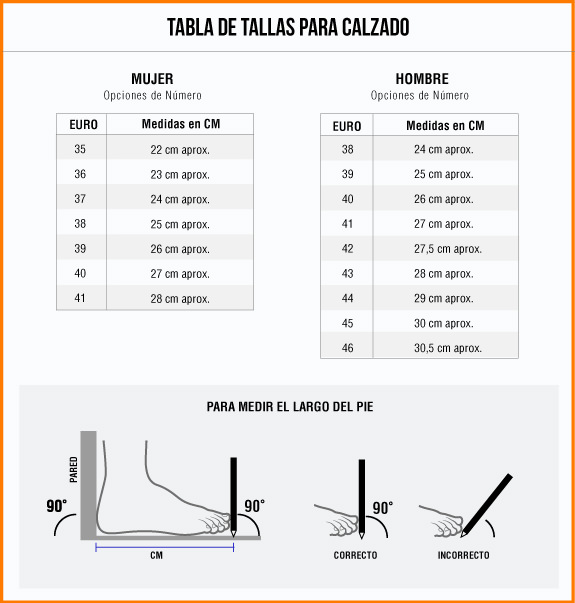 TABLA DE TALLAS PARA CALZADO
MUJER
Opciones de Número
EURO Medidas en CM
35 22 cm aprox.
36 23 cm aprox.
37 24 cm aprox.
38 25 cm aprox.
39 26 cm aprox.
40 27 cm aprox.
41 28 cm aprox.
HOMBRE
Opciones de Número
EURO Medidas en CM
38 24 cm aprox.
39 25 cm aprox.
40 26 cm aprox.
41 27 cm aprox.
42 27,5 cm aprox.
43 28 cm aprox.
44 29 cm aprox.
45 30 cm aprox.
46 30,5 cm aprox.
PARA MEDIR EL LARGO DEL PIE
PARED
90°
90°
CM
90°
CORRECTO
INCORRECTO